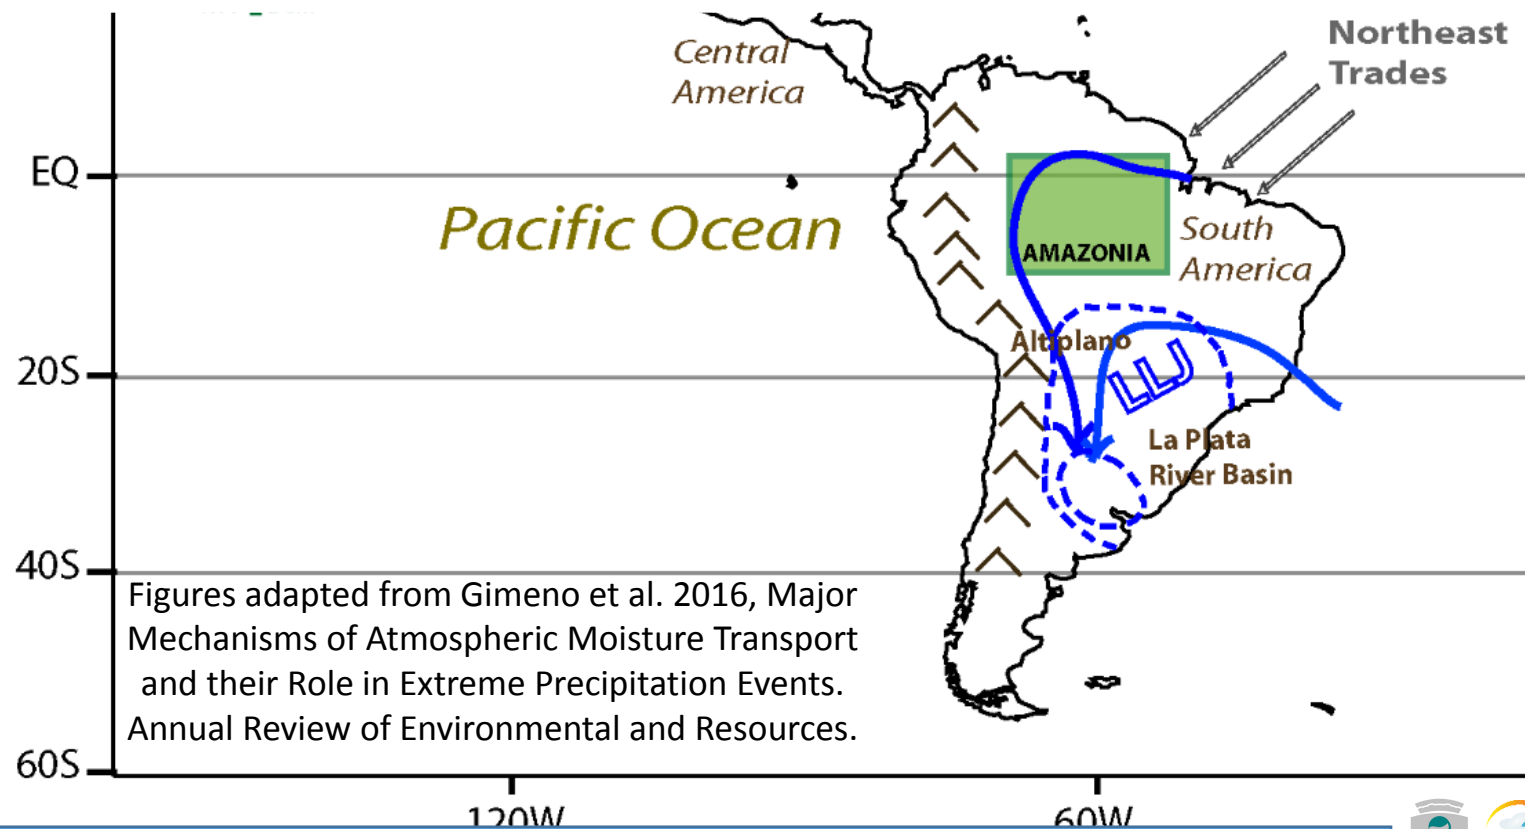 Northeast
Trades
Central
America
EQ
Pacific Ocean
South
America
AMAZONIA
Altiplano
LLJ
20S
La Plata
River Basin
40S
Figures adapted from Gimeno et al. 2016, Major
Mechanisms of Atmospheric Moisture Transport
and their Role in Extreme Precipitation Events.
Annual Review of Environmental and Resources.
60S
120W
60W